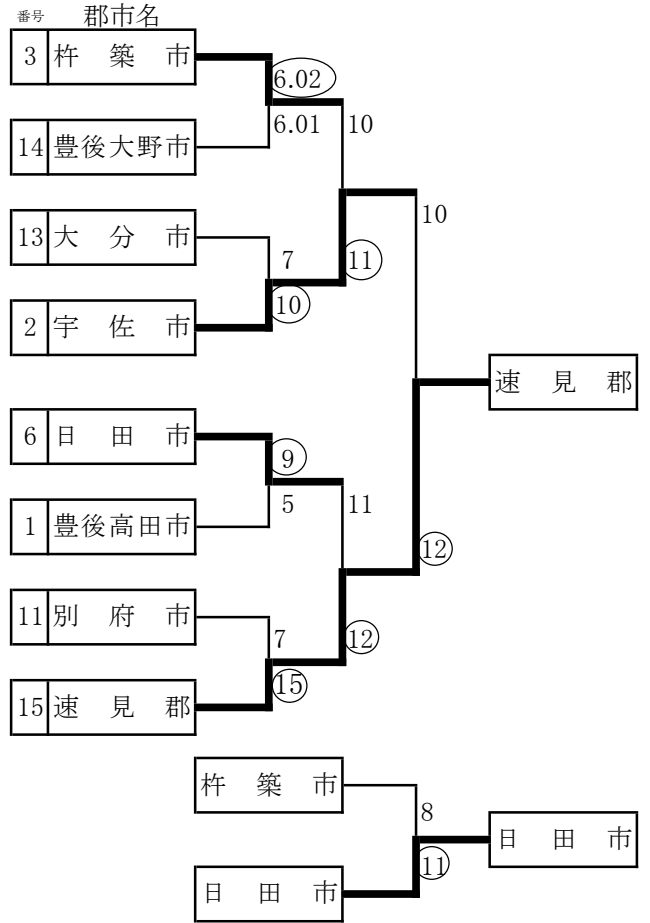 番号 郡市名
3 杵築市
6.02
6.01 10
14 豊後大野市
10
13 大分市
7 11
10
2 宇佐市
速見郡
6 日田市
9
5 11
1 豊後高田市
12
11 別府市
7 12
15
15 速見郡
杵築市
8
日田市
11
日田市